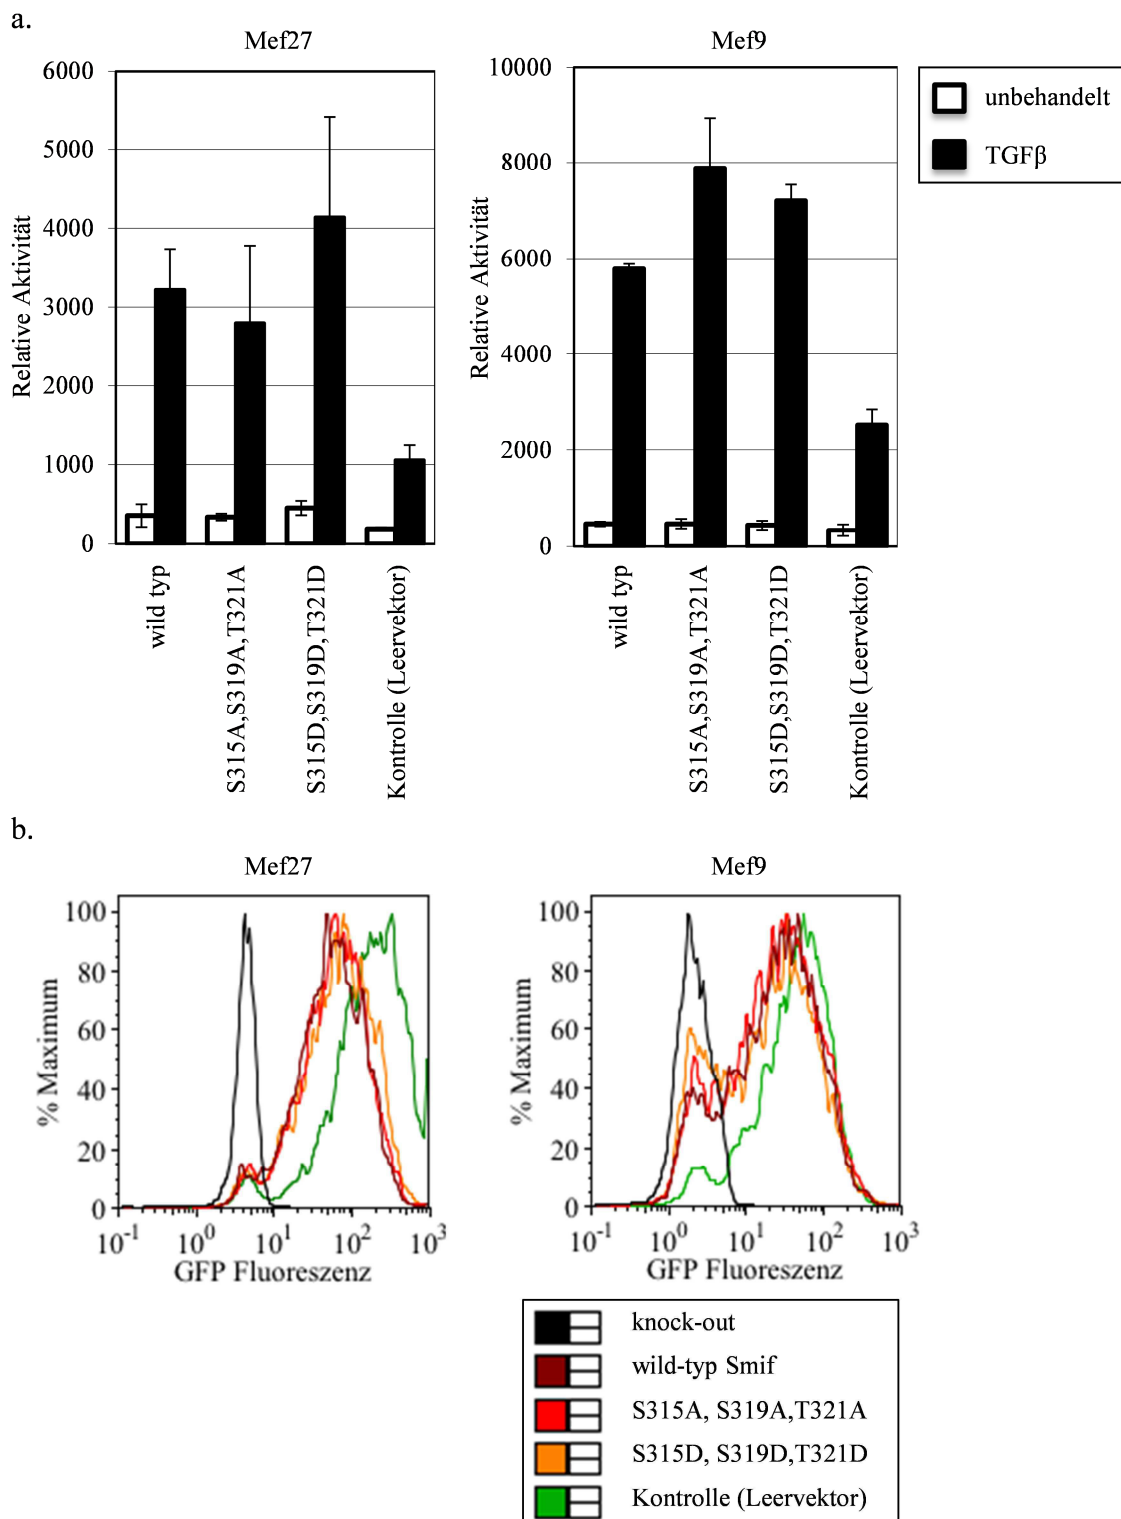 a.
Mef27
Mef9
6000
5000
4000
3000
2000
1000
0
Relative Aktivität
wild typ
S315A,S319A,T321A
S315D,S319D,T321D
Kontrolle (Leervektor)
10000
8000
6000
4000
2000
0
Relative Aktivität
wild typ
S315A,S319A,T321A
S315D,S319D,T321D
Kontrolle (Leervektor)
unbehandelt
TGFβ
b.
Mef27
Mef9
100
80
60
40
20
0
% Maximum
10-1 100 101 102 103
GFP Fluoreszenz
100
80
60
40
20
0
% Maximum
10-1 100 101 102 103
GFP Fluoreszenz
knock-out
wild-typ Smif
S315A, S319A,T321A
S315D, S319D,T321D
Kontrolle (Leervektor)